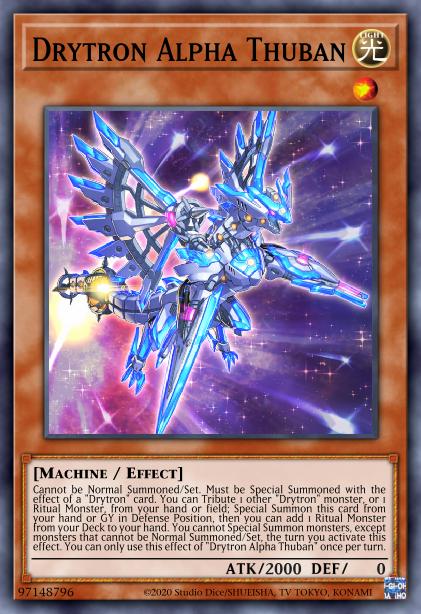 DRYTRON ALPHA THUBAN
LIGHT
光
[MACHINE / EFFECT]
Cannot be Normal Summoned/Set. Must be Special Summoned with the
effect of a "Drytron" card. You can Tribute 1 other "Drytron" monster, or 1
Ritual Monster, from your hand or field; Special Summon this card from
your hand or GY in Defense Position, then you can add 1 Ritual Monster
from your Deck to your hand. You cannot Special Summon monsters, except
monsters that cannot be Normal Summoned/Set, the turn you activate this
effect. You can only use this effect of "Drytron Alpha Thuban" once per turn.
ATK/2000 DEF/ 0
97148796
©2020 Studio Dice/SHUEISHA, TV TOKYO, KONAMI